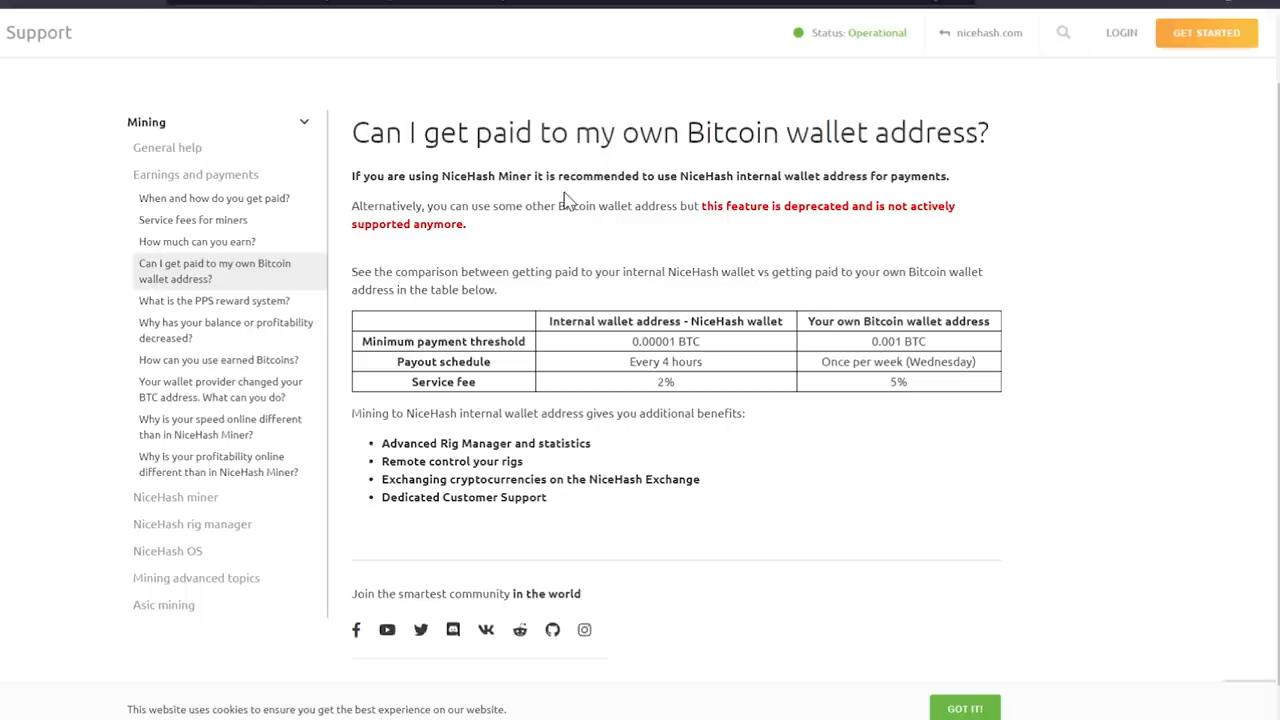 Support
Status: Operational
nicehash.com
LOGIN
GET STARTED
Mining
General help
Earnings and payments
When and how do you get paid?
Service fees for miners
How much can you earn?
Can I get paid to my own Bitcoin
wallet address?
What is the PPS reward system?
Why has your balance or profitability
decreased?
How can you use earned Bitcoins?
Your wallet provider changed your
BTC address. What can you do?
Why is your speed online different
than in NiceHash Miner?
Why is your profitability online
different than in NiceHash Miner?
NiceHash miner
NiceHash rig manager
NiceHash OS
Mining advanced topics
Asic mining
Can I get paid to my own Bitcoin wallet address?
If you are using NiceHash Miner it is recommended to use NiceHash internal wallet address for payments.
Alternatively, you can use some other Bitcoin wallet address but this feature is deprecated and is not actively
supported anymore.
See the comparison between getting paid to your internal NiceHash wallet vs getting paid to your own Bitcoin wallet
address in the table below.
Internal wallet address - NiceHash wallet Your own Bitcoin wallet address
Minimum payment threshold 0.00001 BTC 0.001 BTC
Payout schedule Every 4 hours Once per week (Wednesday)
Service fee 2% 5%
Mining to NiceHash internal wallet address gives you additional benefits:
• Advanced Rig Manager and statistics
• Remote control your rigs
• Exchanging cryptocurrencies on the NiceHash Exchange
• Dedicated Customer Support
Join the smartest community in the world
This website uses cookies to ensure you get the best experience on our website.
GOT IT!